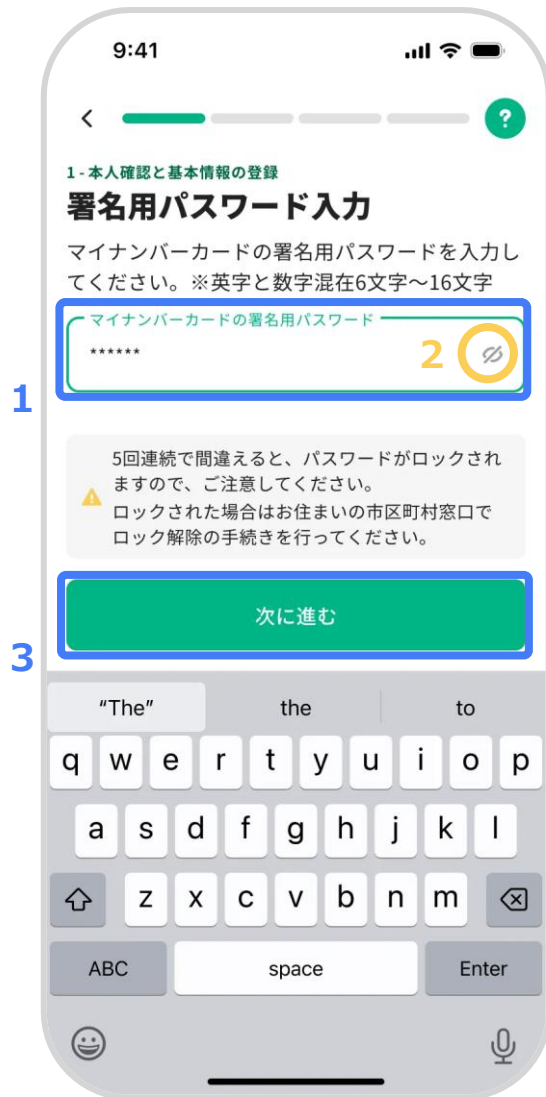 9:41
?
1-本人確認と基本情報の登録
署名用パスワード入力
マイナンバーカードの署名用パスワードを入力し
てください。※英字と数字混在6文字～16文字
マイナンバーカードの署名用パスワード
******
2
1
5回連続で間違えると、パスワードがロックされ
ますので、ご注意してください。
ロックされた場合はお住まいの市区町村窓口で
ロック解除の手続きを行ってください。
次に進む
3
“The” the to
q w e r t y u i o p
a s d f g h j k l
z x c v b n m
ABC space Enter